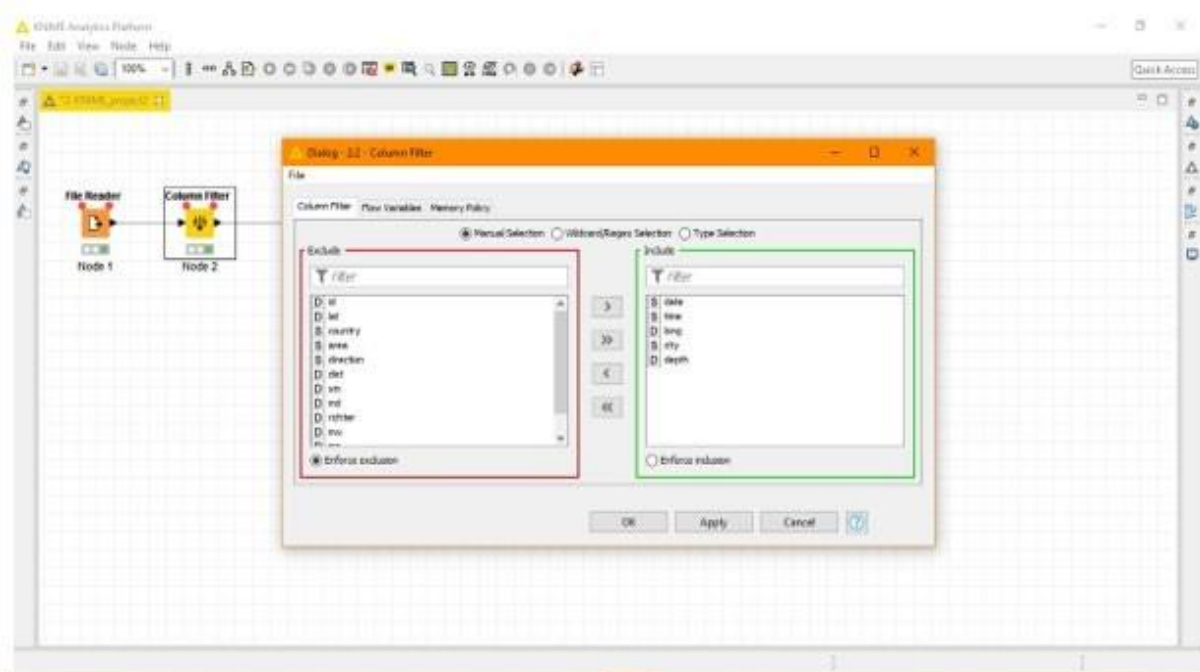 KNIME Analytics Platform
File Edit View Node Help
100%
Quick Access
Dialog - 2:2 - Column Filter
File
Column Filter Flow Variables Memory Policy
Manual Selection Wildcard/Regex Selection Type Selection
Exclude
Filter
D id
D lat
S country
S area
S direction
D dist
D xm
D md
D richter
D mw
Enforce exclusion
>
>>
<
<<
Include
Filter
S date
S time
D long
S city
D depth
Enforce inclusion
OK Apply Cancel ?
File Reader
Node 1
Column Filter
Node 2